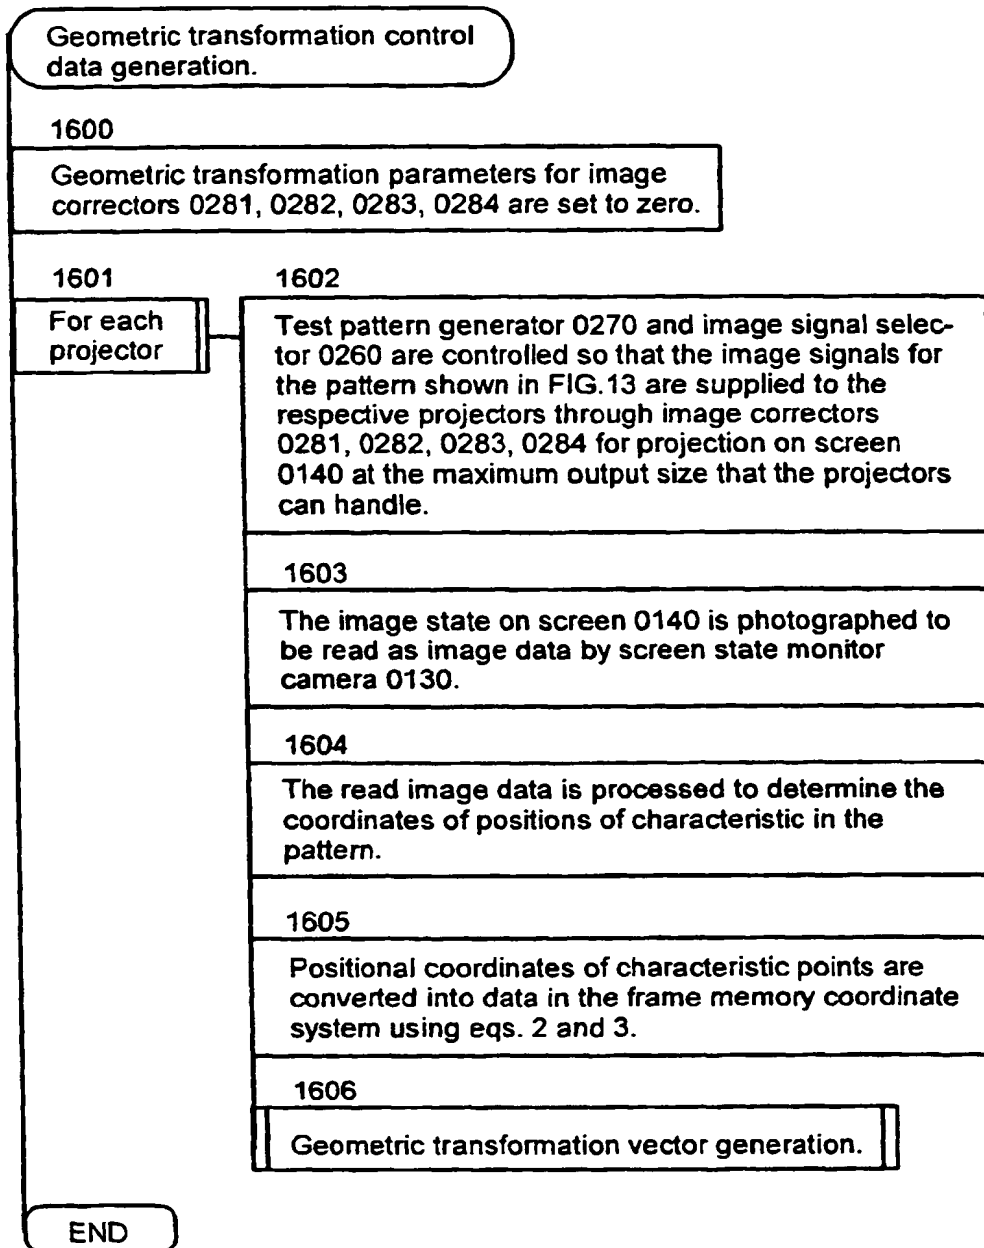 Geometric transformation control
data generation.
1600
Geometric transformation parameters for image
correctors 0281, 0282, 0283, 0284 are set to zero.
1601
For each
projector
1602
Test pattern generator 0270 and image signal selec-
tor 0260 are controlled so that the image signals for
the pattern shown in FIG.13 are supplied to the
respective projectors through image correctors
0281, 0282, 0283, 0284 for projection on screen
0140 at the maximum output size that the projectors
can handle.
1603
The image state on screen 0140 is photographed to
be read as image data by screen state monitor
camera 0130.
1604
The read image data is processed to determine the
coordinates of positions of characteristic in the
pattern.
1605
Positional coordinates of characteristic points are
converted into data in the frame memory coordinate
system using eqs. 2 and 3.
1606
Geometric transformation vector generation.
END